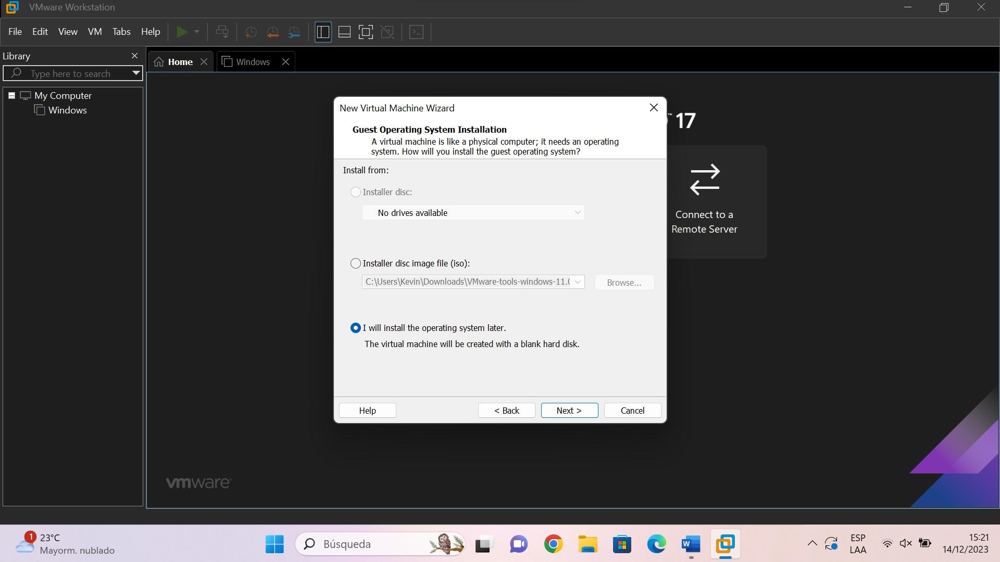 VMware Workstation
File Edit View VM Tabs Help
Library
Type here to search
My Computer
Windows
Home
Windows
™ 17
Connect to a
Remote Server
New Virtual Machine Wizard
Guest Operating System Installation
A virtual machine is like a physical computer; it needs an operating
system. How will you install the guest operating system?
Install from:
Installer disc:
No drives available
Installer disc image file (iso):
C:\Users\Kevin\Downloads\VMware-tools-windows-11.0
Browse...
I will install the operating system later.
The virtual machine will be created with a blank hard disk.
Help
< Back
Next >
Cancel
vmware
1
23°C
Mayorm. nublado
Búsqueda
ESP
LAA
15:21
14/12/2023